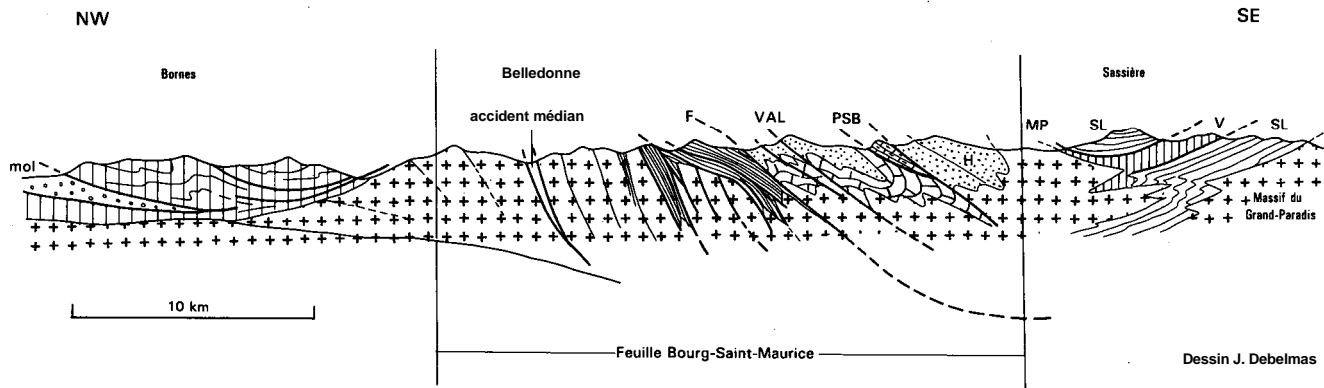 NW
SE
Bornes
Belledonne
Sassière
accident médian
F
VAL
PSB
MP
SL
V
SL
mol
H
Massif du
Grand-Paradis
10 km
Feuille Bourg-Saint-Maurice
Dessin J. Debelmas